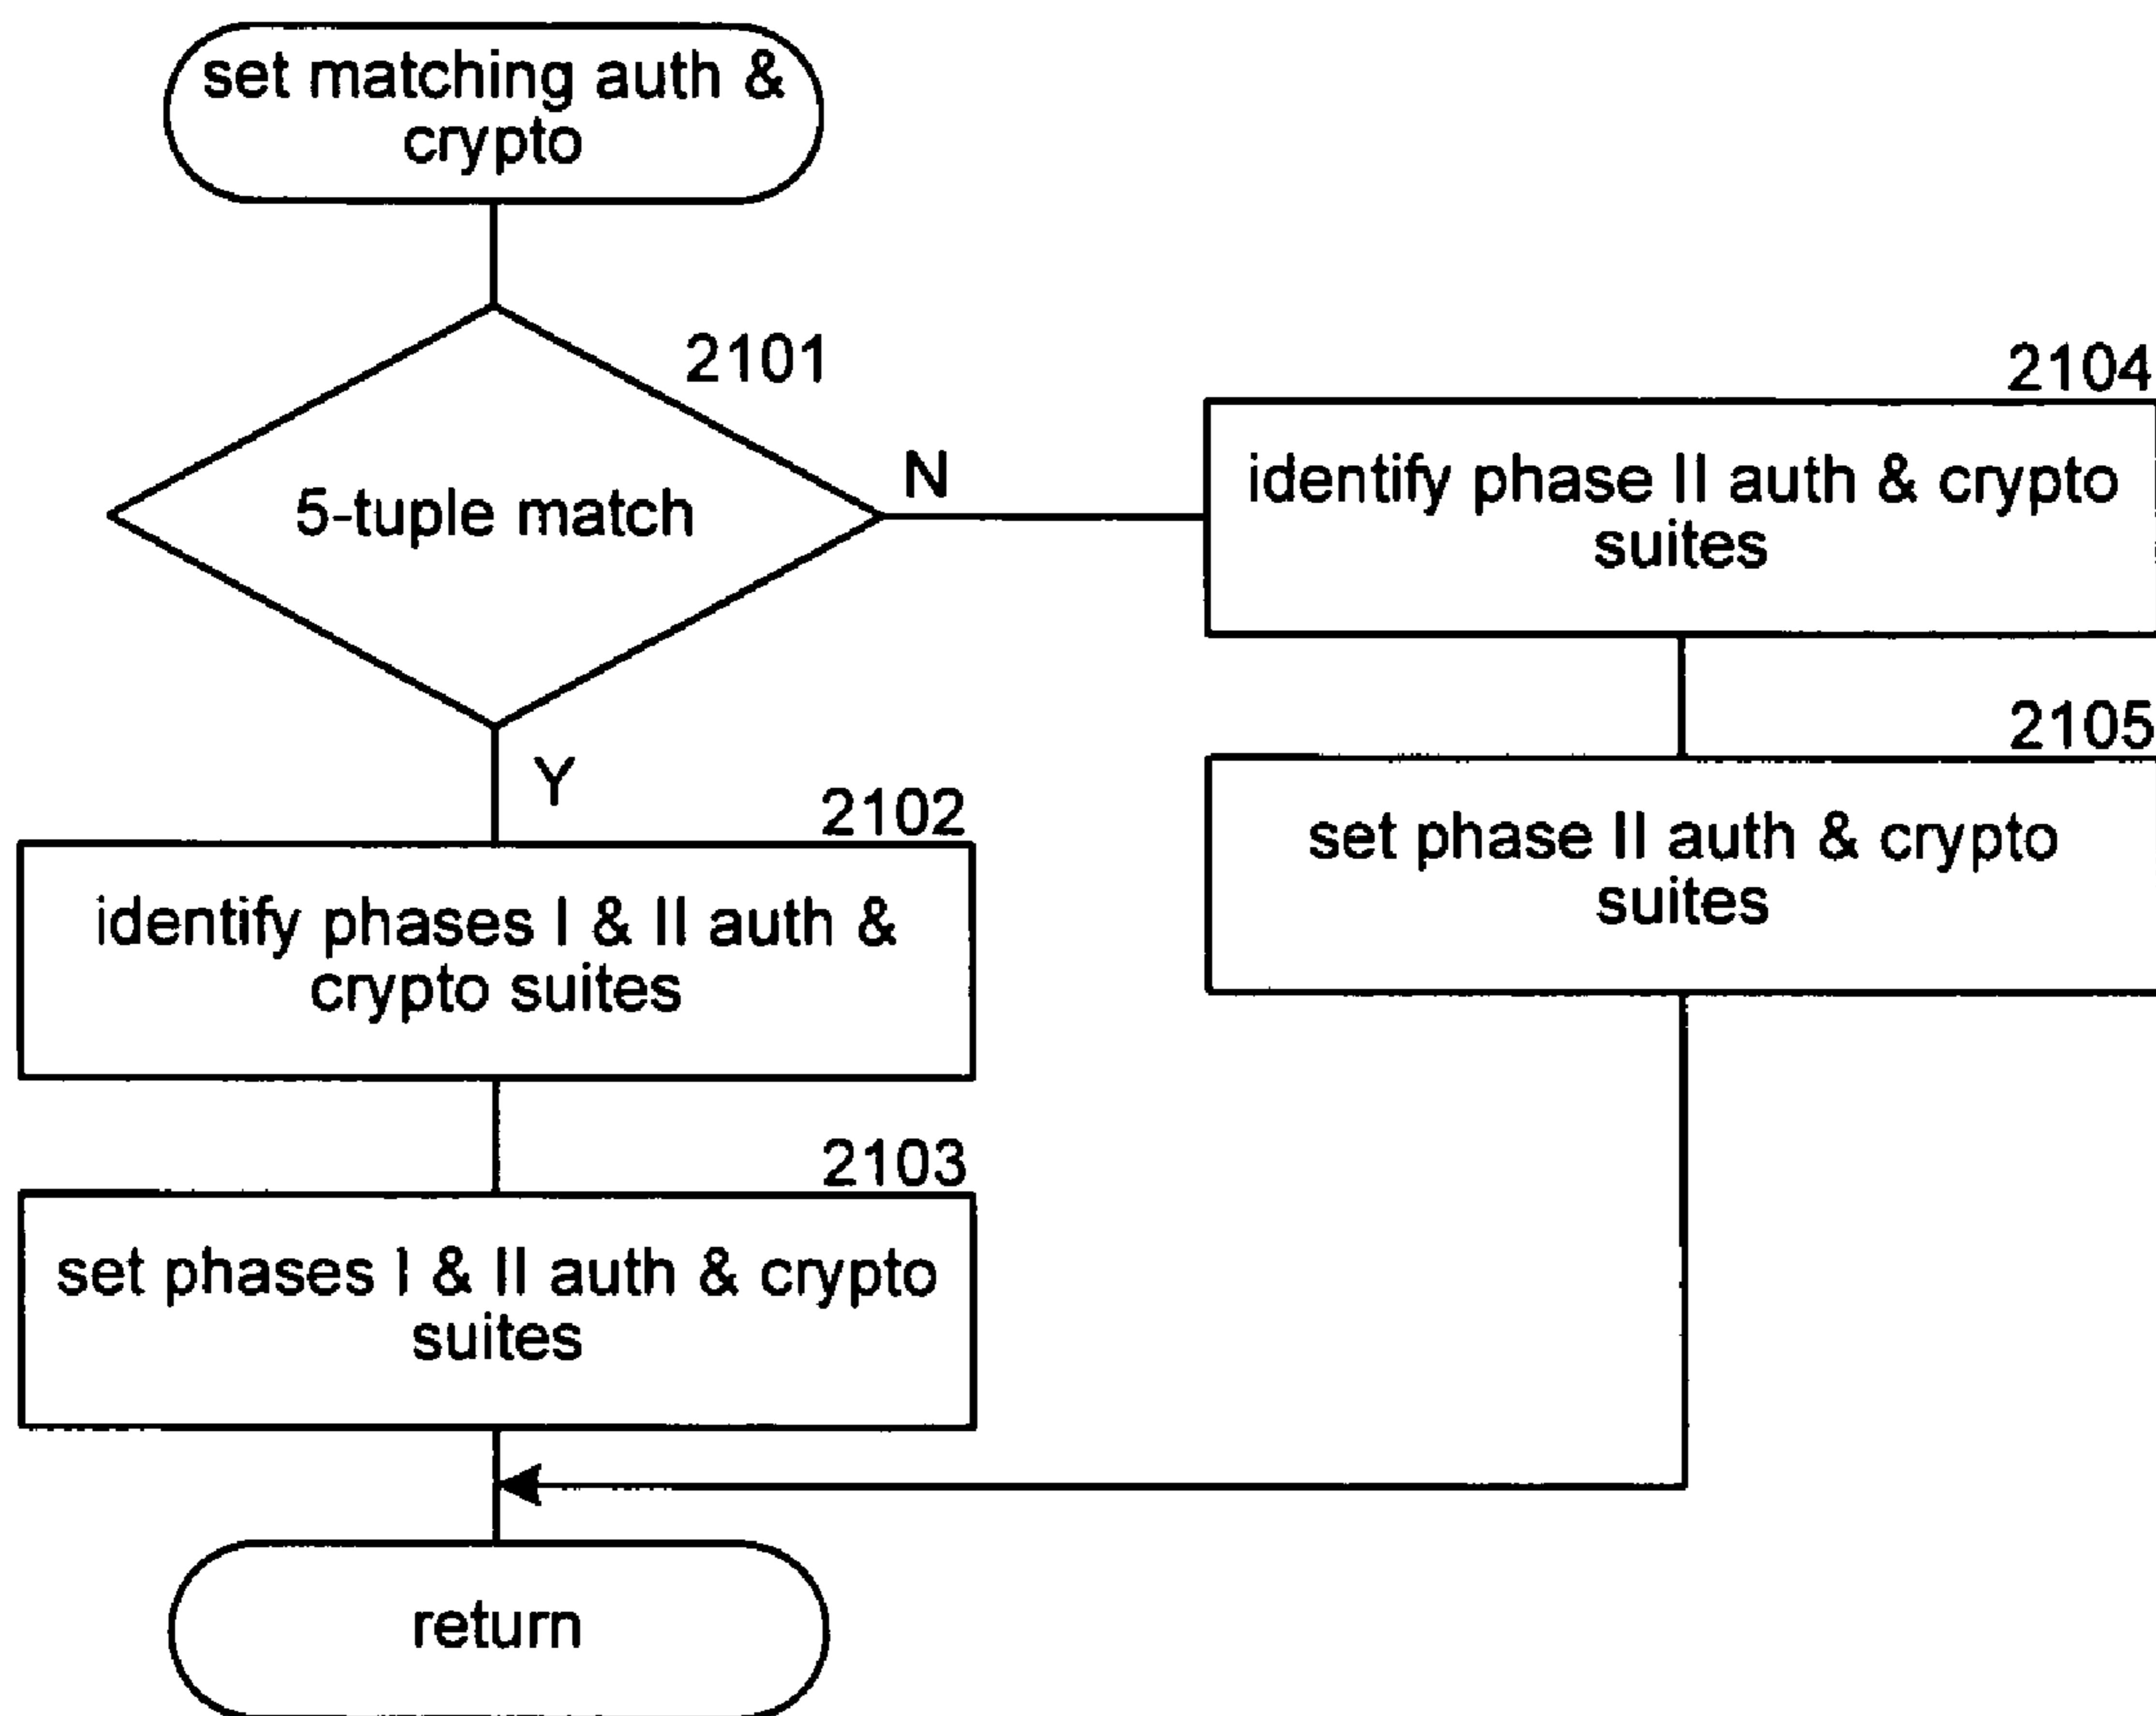 set matching auth &
crypto
2101
5-tuple match
N
Y
2102
identify phases I & II auth &
crypto suites
2103
set phases I & II auth & crypto
suites
2104
identify phase II auth & crypto
suites
2105
set phase II auth & crypto
suites
return